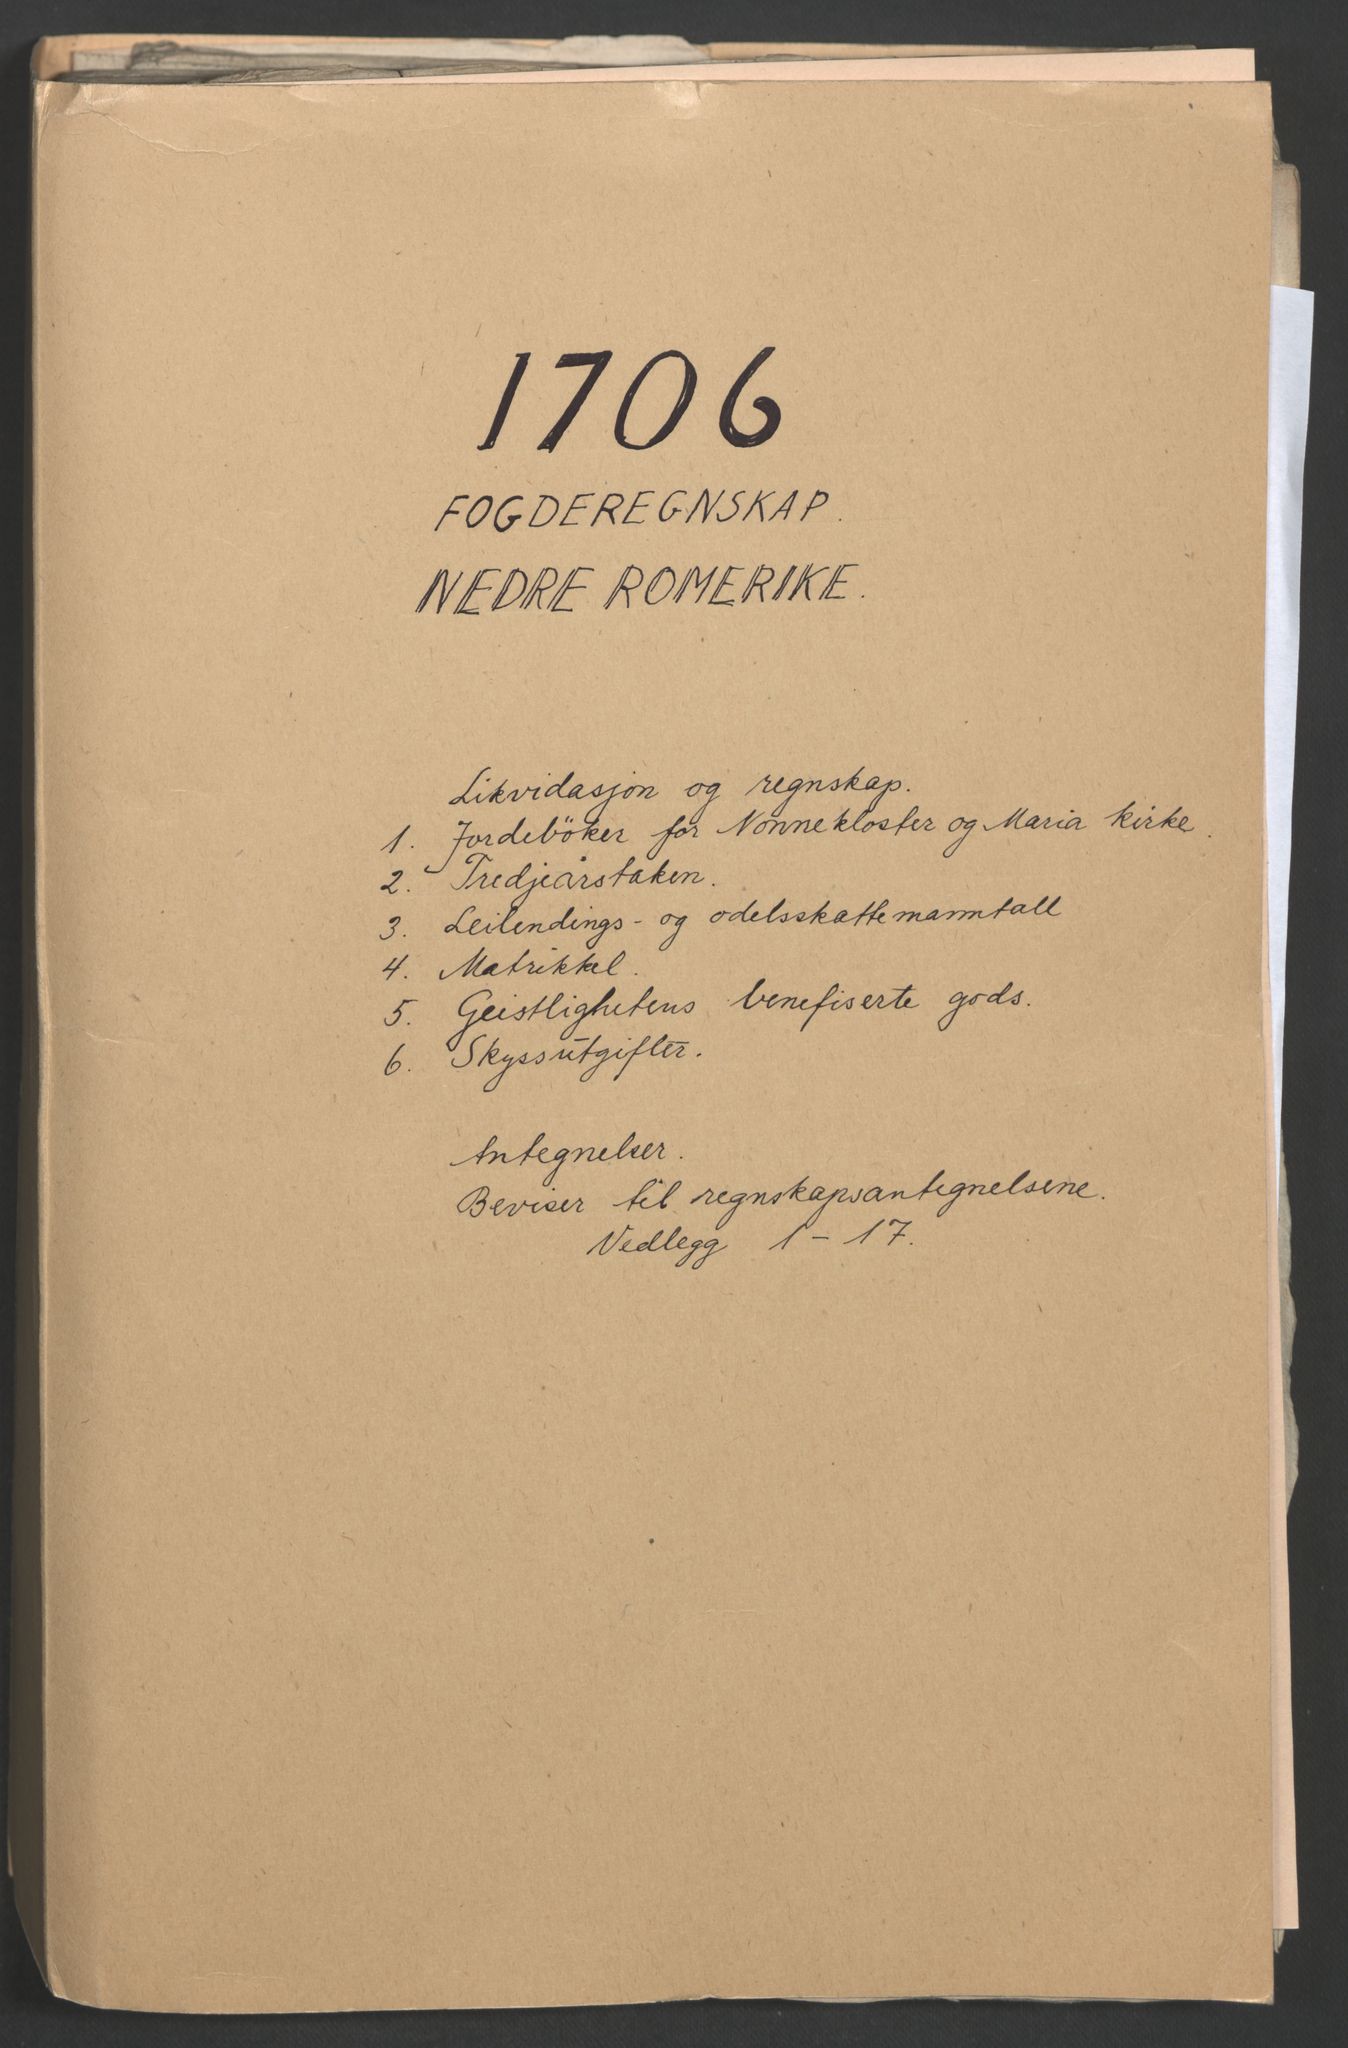 1706
FOGDEREGNSKAP.
NEDRE ROMERIKE.
Likvidasjon og regnskap.
1. Jordeböker for Nonnekloster og Maria kirke.
2. Tredjeårstaken.
3. Leilendings- og odelsskattemanntall
4. Matrikkel.
5. Geistlighetens benefiserte gods.
6. Skyssutgifter.
Antegnelser.
Beviser til regnskapsantegnelsene.
Vedlegg 1-17.